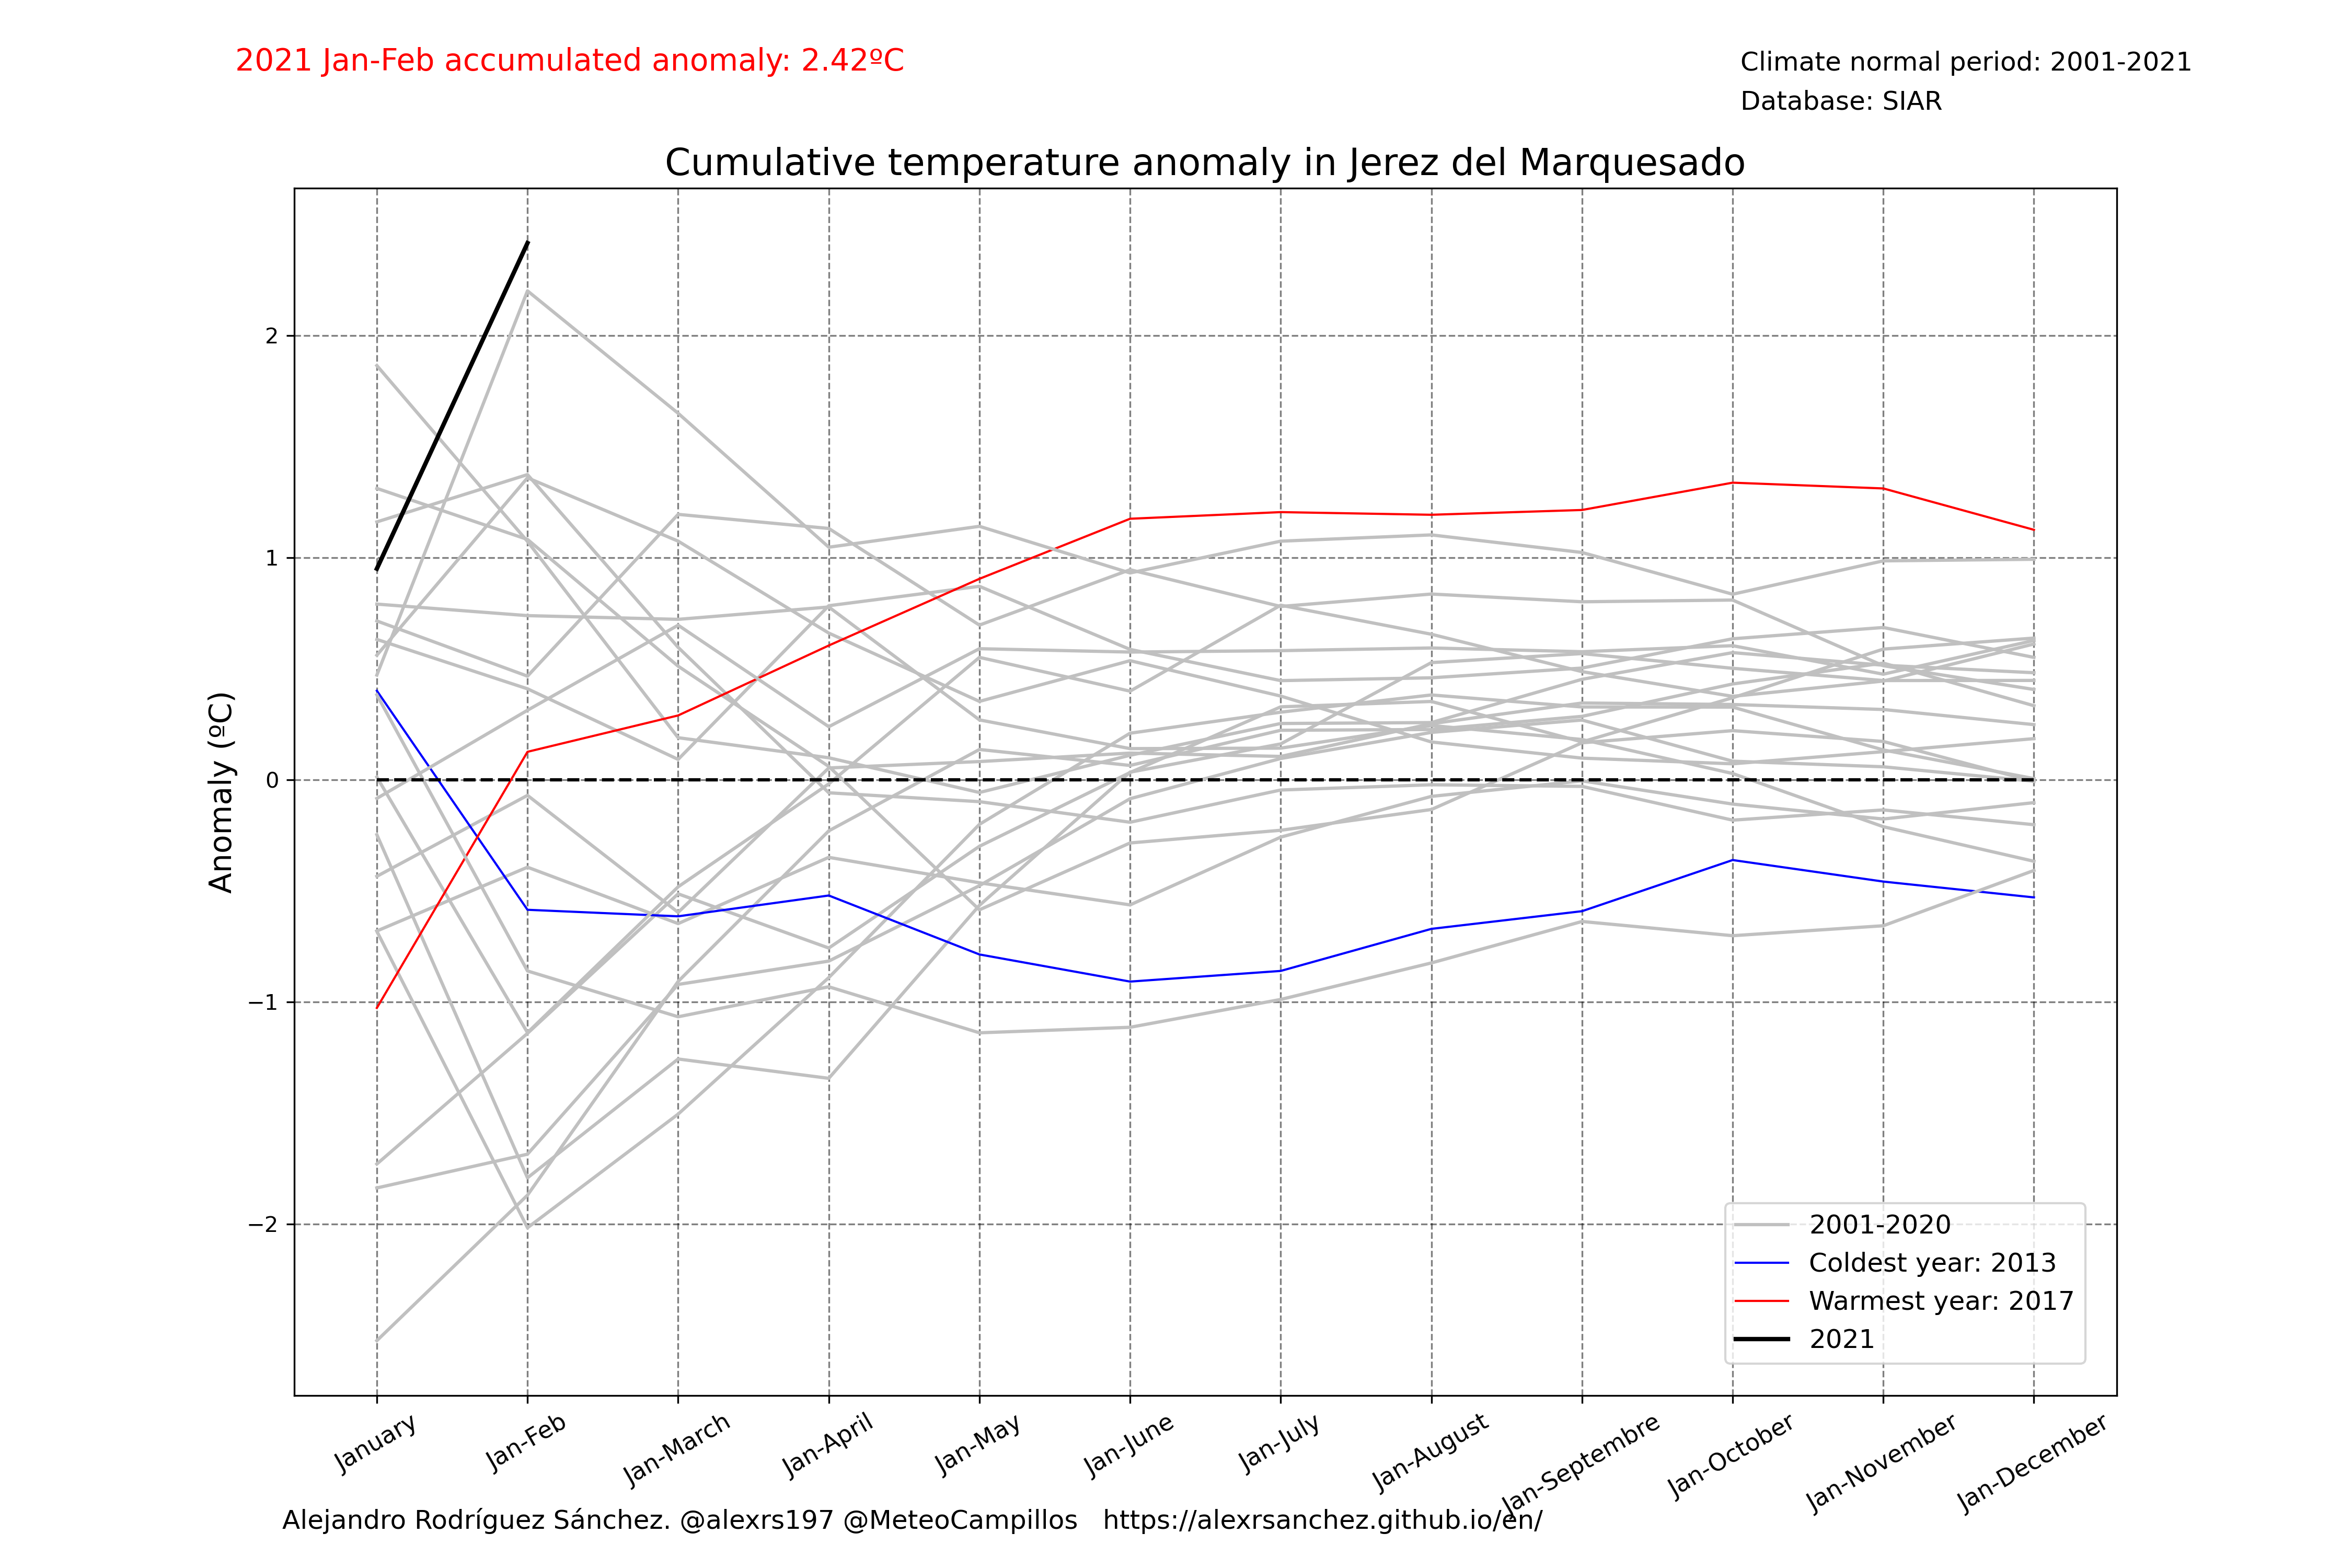 2021 Jan-Feb accumulated anomaly: 2.42ºC
Climate normal period: 2001-2021
Database: SIAR
Cumulative temperature anomaly in Jerez del Marquesado
Anomaly (ºC)
2
1
0
−1
−2
2001-2020
Coldest year: 2013
Warmest year: 2017
2021
January
Jan-Feb
Jan-March
Jan-April
Jan-May
Jan-June
Jan-July
Jan-August
Jan-Septembre
Jan-October
Jan-November
Jan-December
Alejandro Rodríguez Sánchez. @alexrs197 @MeteoCampillos https://alexrsanchez.github.io/en/